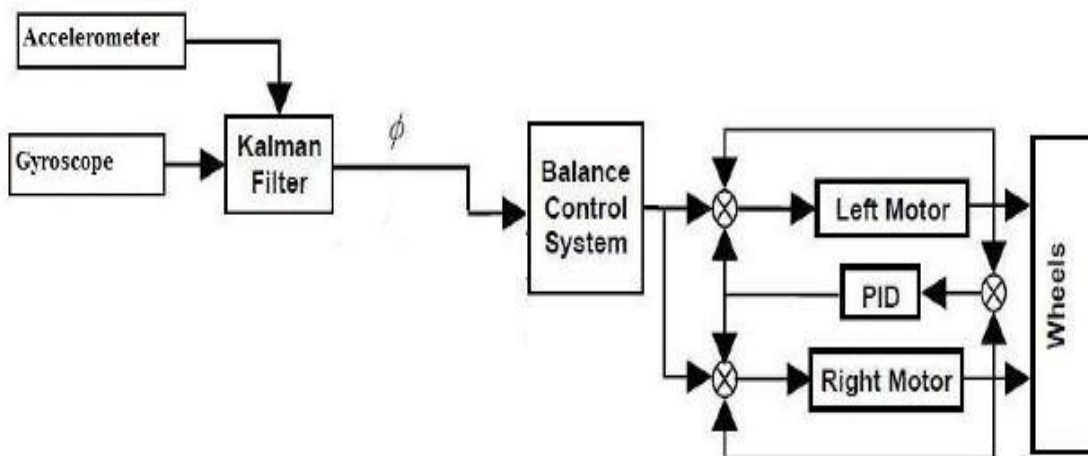 Accelerometer
Gyroscope
Kalman
Filter
ϕ
Balance
Control
System
Left Motor
PID
Right Motor
Wheels